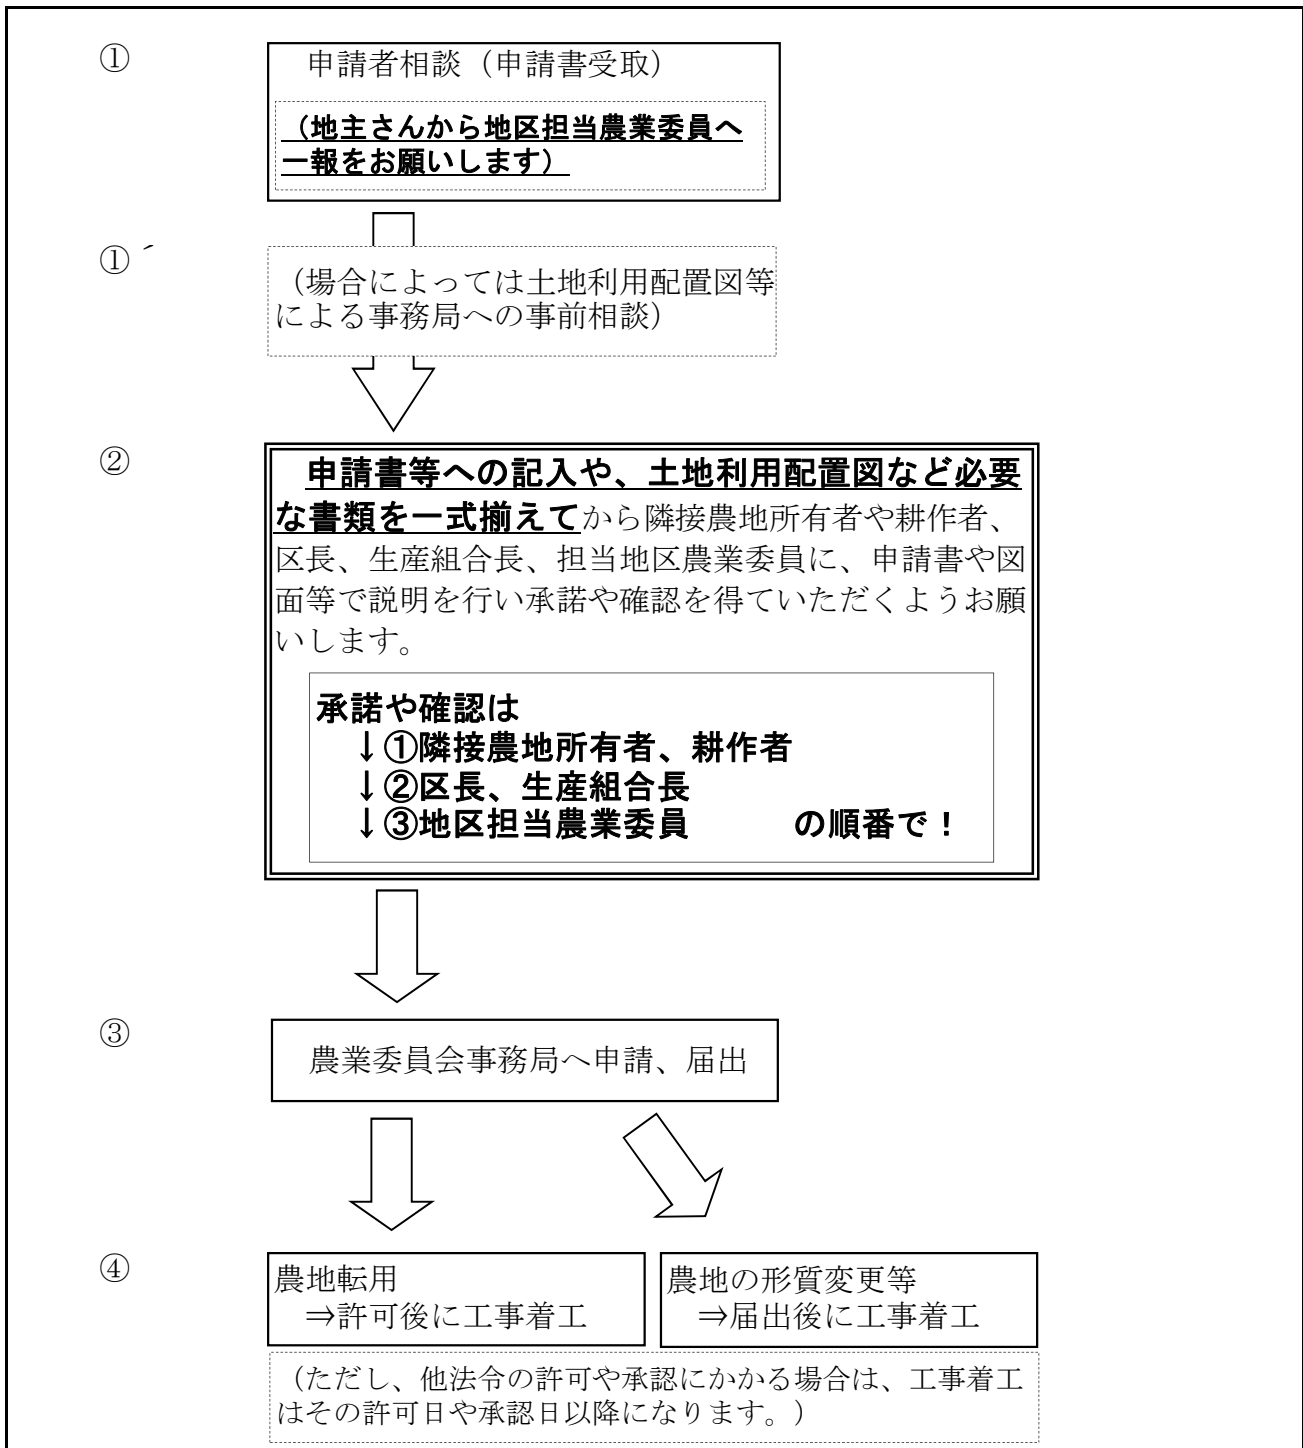 ①
申請者相談（申請書受取）
（地主さんから地区担当農業委員へ
一報をお願いします）
①´
（場合によっては土地利用配置図等
による事務局への事前相談）
②
申請書等への記入や、土地利用配置図など必要
な書類を一式揃えてから隣接農地所有者や耕作者、
区長、生産組合長、担当地区農業委員に、申請書や図
面等で説明を行い承諾や確認を得ていただくようお願
いします。
承諾や確認は
↓①隣接農地所有者、耕作者
↓②区長、生産組合長
↓③地区担当農業委員　　　の順番で！
③
農業委員会事務局へ申請、届出
④
農地転用
⇒許可後に工事着工
農地の形質変更等
⇒届出後に工事着工
（ただし、他法令の許可や承認にかかる場合は、工事着工
はその許可日や承認日以降になります。）